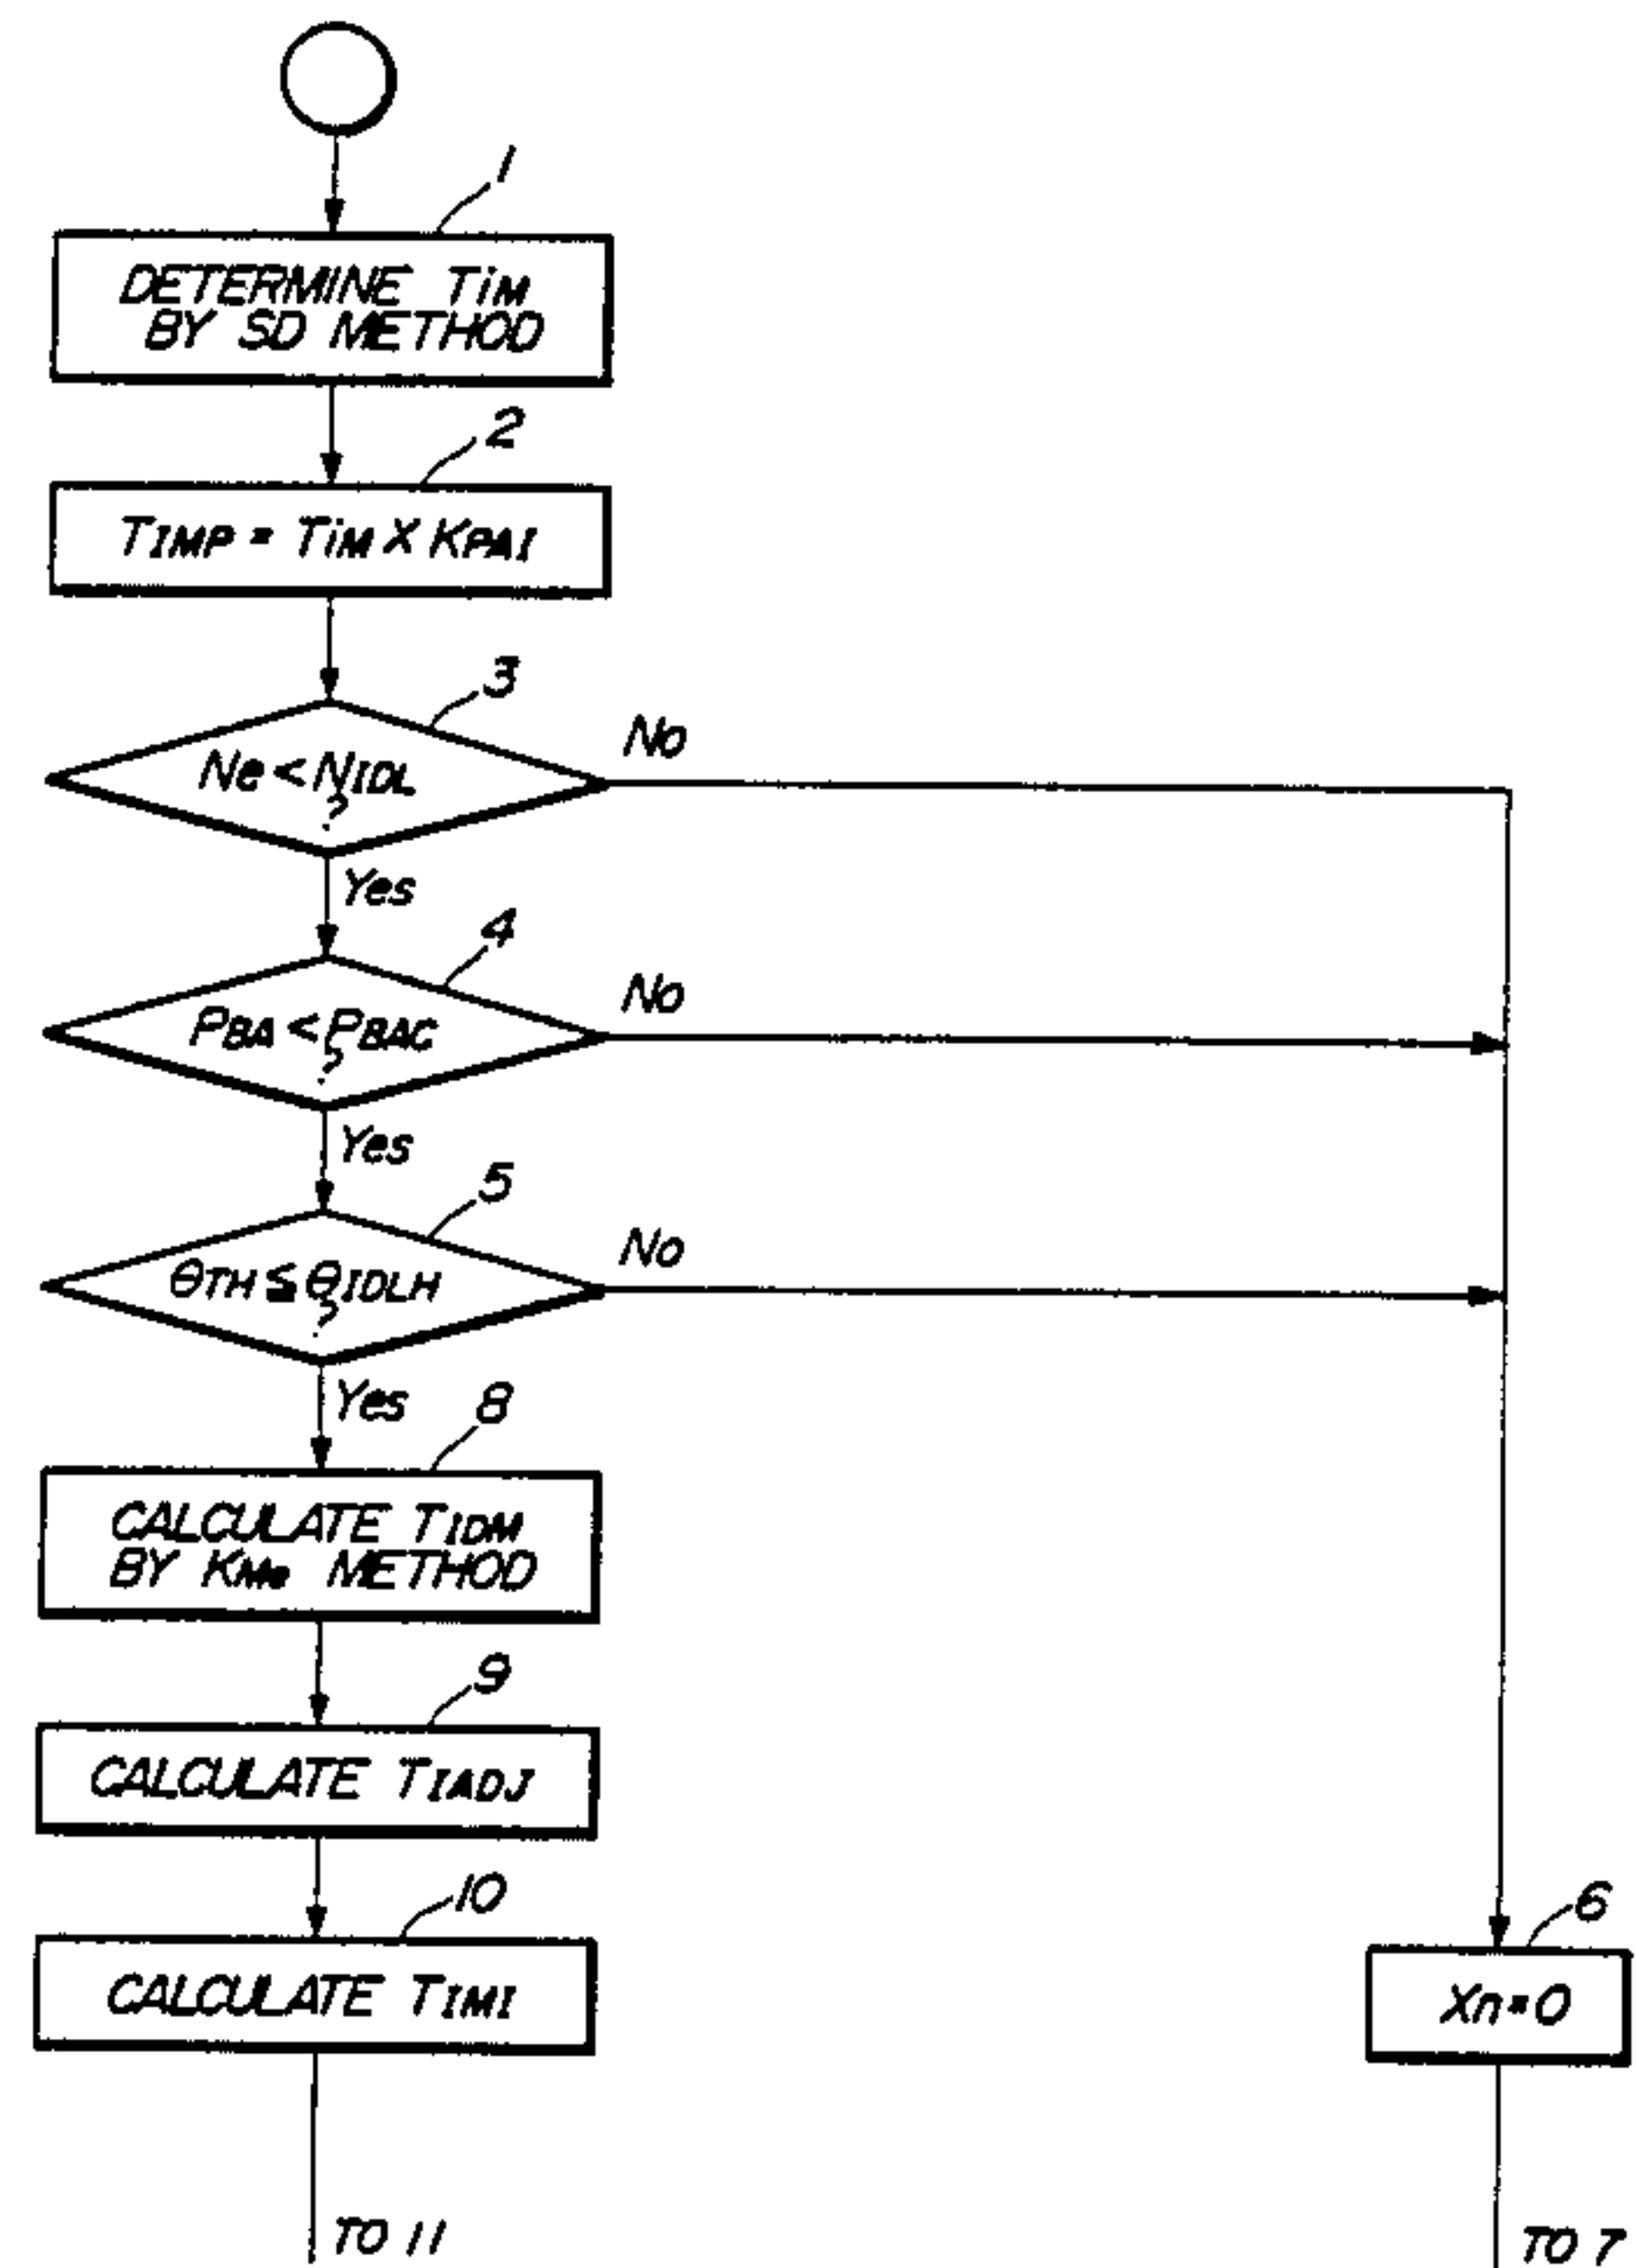 1
DETERMINE TiM
BY SD METHOD
2
TIMP = TiM X KPAI
3
Ne < NIDL
?
No
Yes
4
PBA < PBAC
?
No
Yes
5
θTH ≦ θIDLH
?
No
Yes
8
CALCULATE TIDM
BY KMe METHOD
9
CALCULATE TIADJ
10
CALCULATE TIMI
6
Xn = 0
TO 11
TO 7